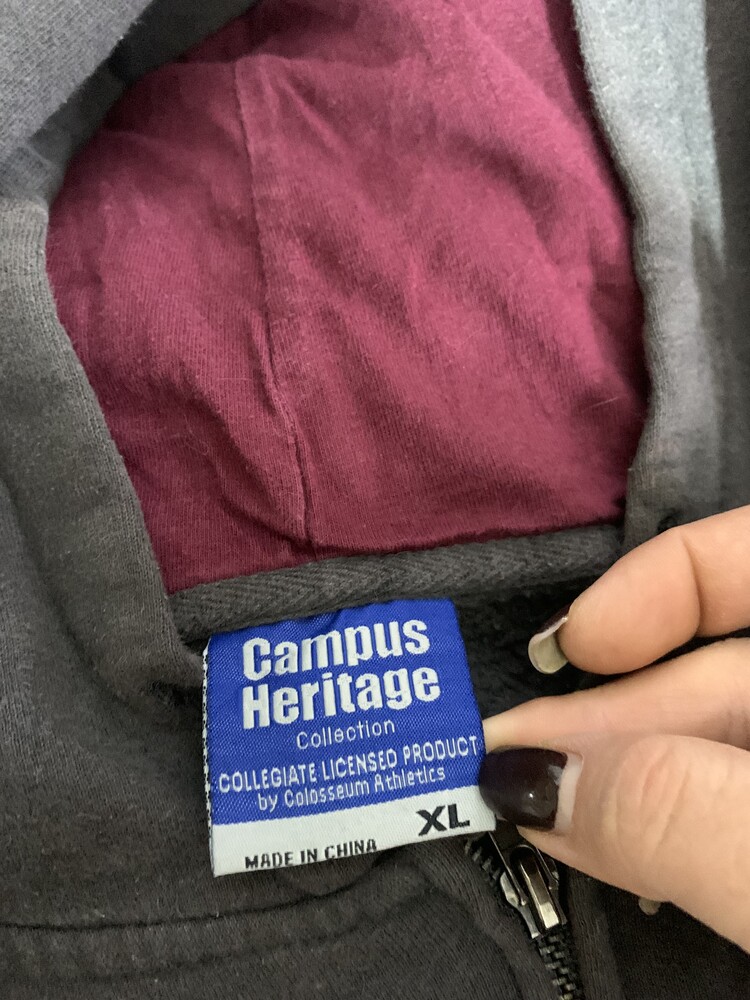 Campus
Heritage
Collection
COLLEGIATE LICENSED PRODUCT
by Colosseum Athletics
XL
MADE IN CHINA